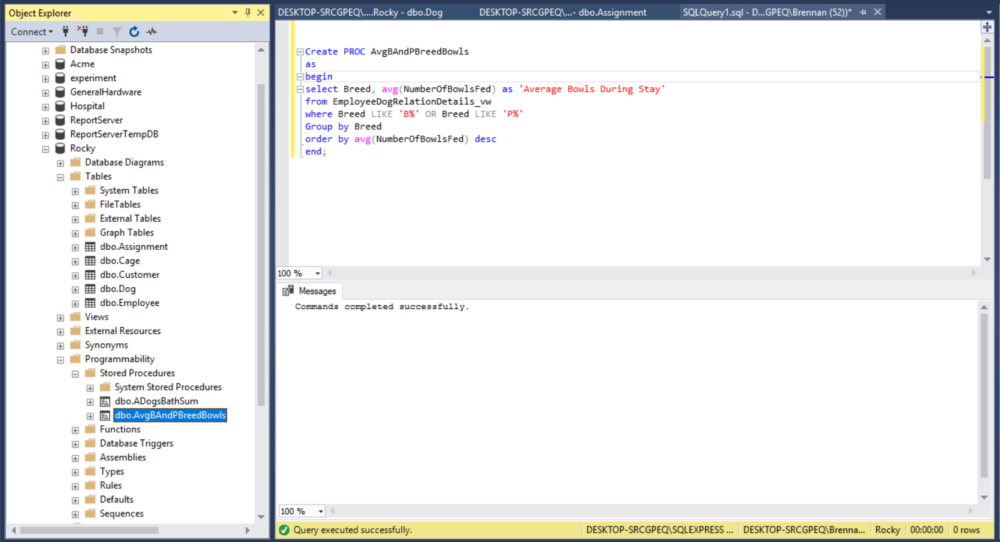 Object Explorer
Connect
Database Snapshots
Acme
experiment
GeneralHardware
Hospital
ReportServer
ReportServerTempDB
Rocky
Database Diagrams
Tables
System Tables
FileTables
External Tables
Graph Tables
dbo.Assignment
dbo.Cage
dbo.Customer
dbo.Dog
dbo.Employee
Views
External Resources
Synonyms
Programmability
Stored Procedures
System Stored Procedures
dbo.ADogsBathSum
dbo.AvgBAndPBreedBowls
Functions
Database Triggers
Assemblies
Types
Rules
Defaults
Sequences
DESKTOP-SRCGPEQ\....Rocky - dbo.Dog
DESKTOP-SRCGPEQ\...- dbo.Assignment
SQLQuery1.sql - D...GPEQ\Brennan (52))*
Create PROC AvgBAndPBreedBowls
as
begin
select Breed, avg(NumberOfBowlsFed) as 'Average Bowls During Stay'
from EmployeeDogRelationDetails_vw
where Breed LIKE 'B%' OR Breed LIKE 'P%'
Group by Breed
order by avg(NumberOfBowlsFed) desc
end;
100 %
Messages
Commands completed successfully.
100 %
Query executed successfully.
DESKTOP-SRCGPEQ\SQLEXPRESS ...
DESKTOP-SRCGPEQ\Brenna...
Rocky
00:00:00
0 rows